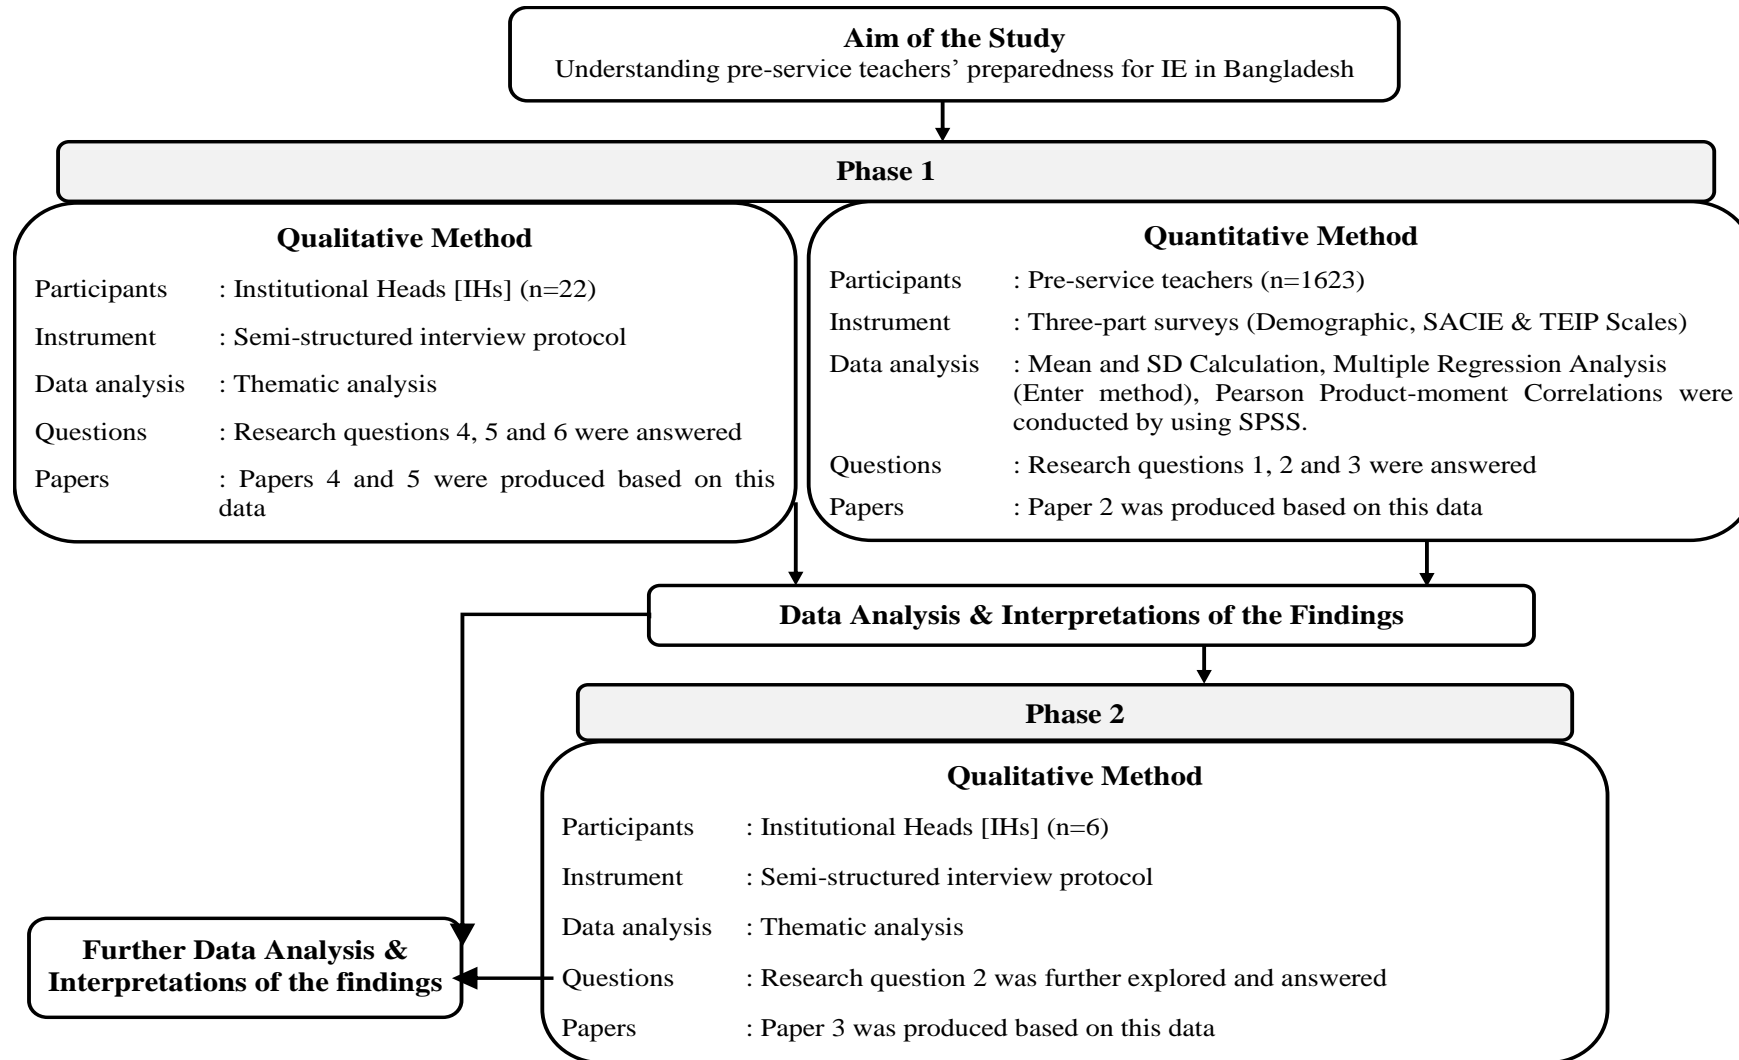 Aim of the Study
Understanding pre-service teachers’ preparedness for IE in Bangladesh
Phase 1
Qualitative Method
Participants : Institutional Heads [IHs] (n=22)
Instrument : Semi-structured interview protocol
Data analysis : Thematic analysis
Questions : Research questions 4, 5 and 6 were answered
Papers : Papers 4 and 5 were produced based on this
data
Quantitative Method
Participants : Pre-service teachers (n=1623)
Instrument : Three-part surveys (Demographic, SACIE & TEIP Scales)
Data analysis : Mean and SD Calculation, Multiple Regression Analysis
(Enter method), Pearson Product-moment Correlations were
conducted by using SPSS.
Questions : Research questions 1, 2 and 3 were answered
Papers : Paper 2 was produced based on this data
Data Analysis & Interpretations of the Findings
Phase 2
Qualitative Method
Participants : Institutional Heads [IHs] (n=6)
Instrument : Semi-structured interview protocol
Data analysis : Thematic analysis
Questions : Research question 2 was further explored and answered
Papers : Paper 3 was produced based on this data
Further Data Analysis &
Interpretations of the findings